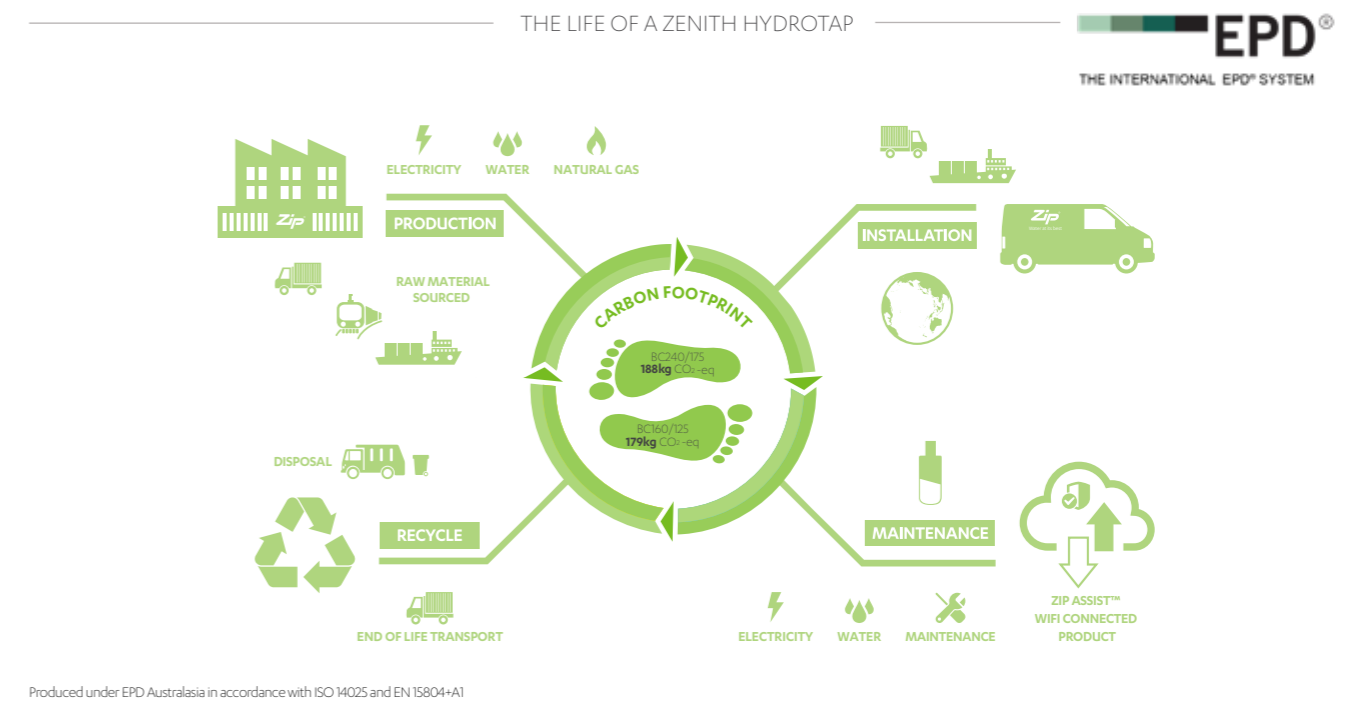 THE LIFE OF A ZENITH HYDROTAP
EPD®
THE INTERNATIONAL EPD® SYSTEM
ELECTRICITY
WATER
NATURAL GAS
Zip
PRODUCTION
RAW MATERIAL
SOURCED
INSTALLATION
Zip
CARBON FOOTPRINT
BC240/175
188kg CO2-eq
BC160/125
179kg CO2-eq
DISPOSAL
RECYCLE
END OF LIFE TRANSPORT
MAINTENANCE
ELECTRICITY
WATER
MAINTENANCE
ZIP ASSIST™
WIFI CONNECTED
PRODUCT
Produced under EPD Australasia in accordance with ISO 14025 and EN 15804+A1